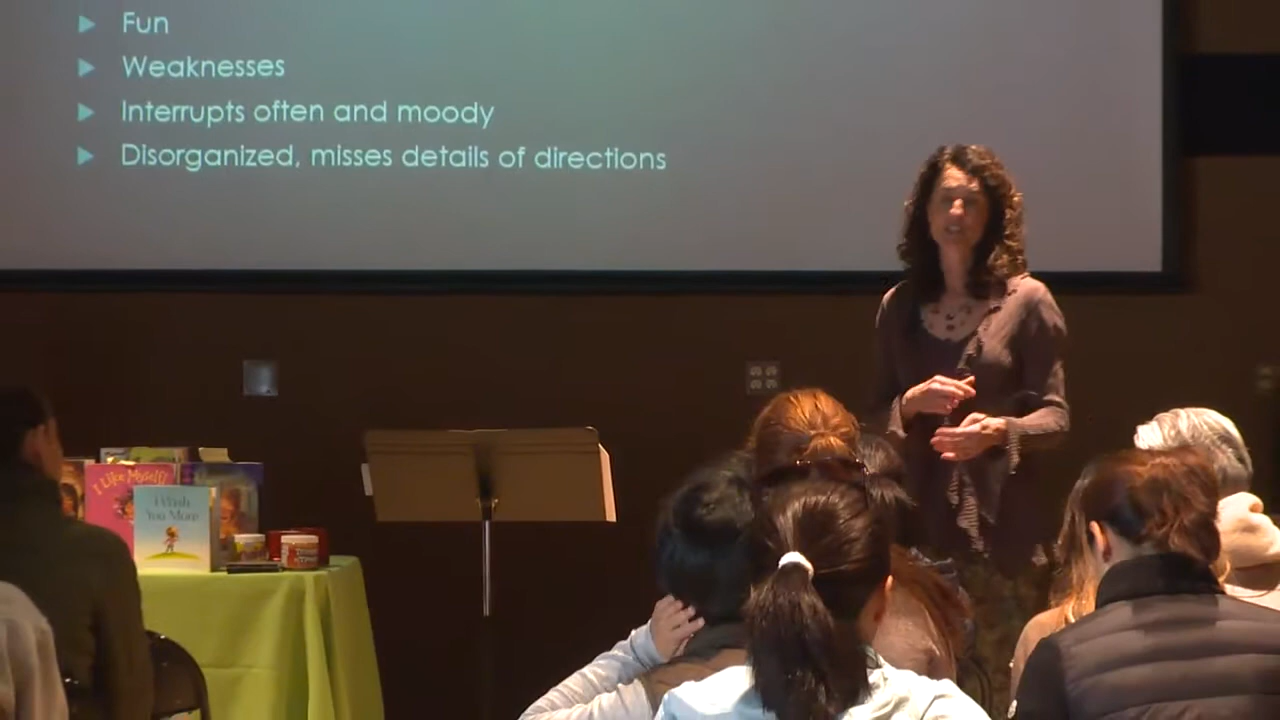 Fun
Weaknesses
Interrupts often and moody
Disorganized, misses details of directions
I Like Myself!
I Wish
You More